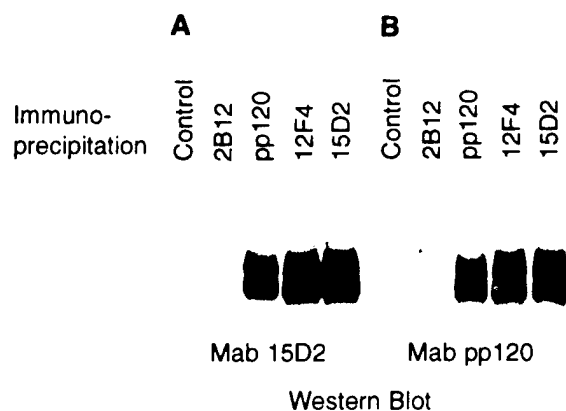 A B
Immuno-
precipitation
Control 2B12 pp120 12F4 15D2 Control 2B12 pp120 12F4 15D2
Mab 15D2 Mab pp120
Western Blot